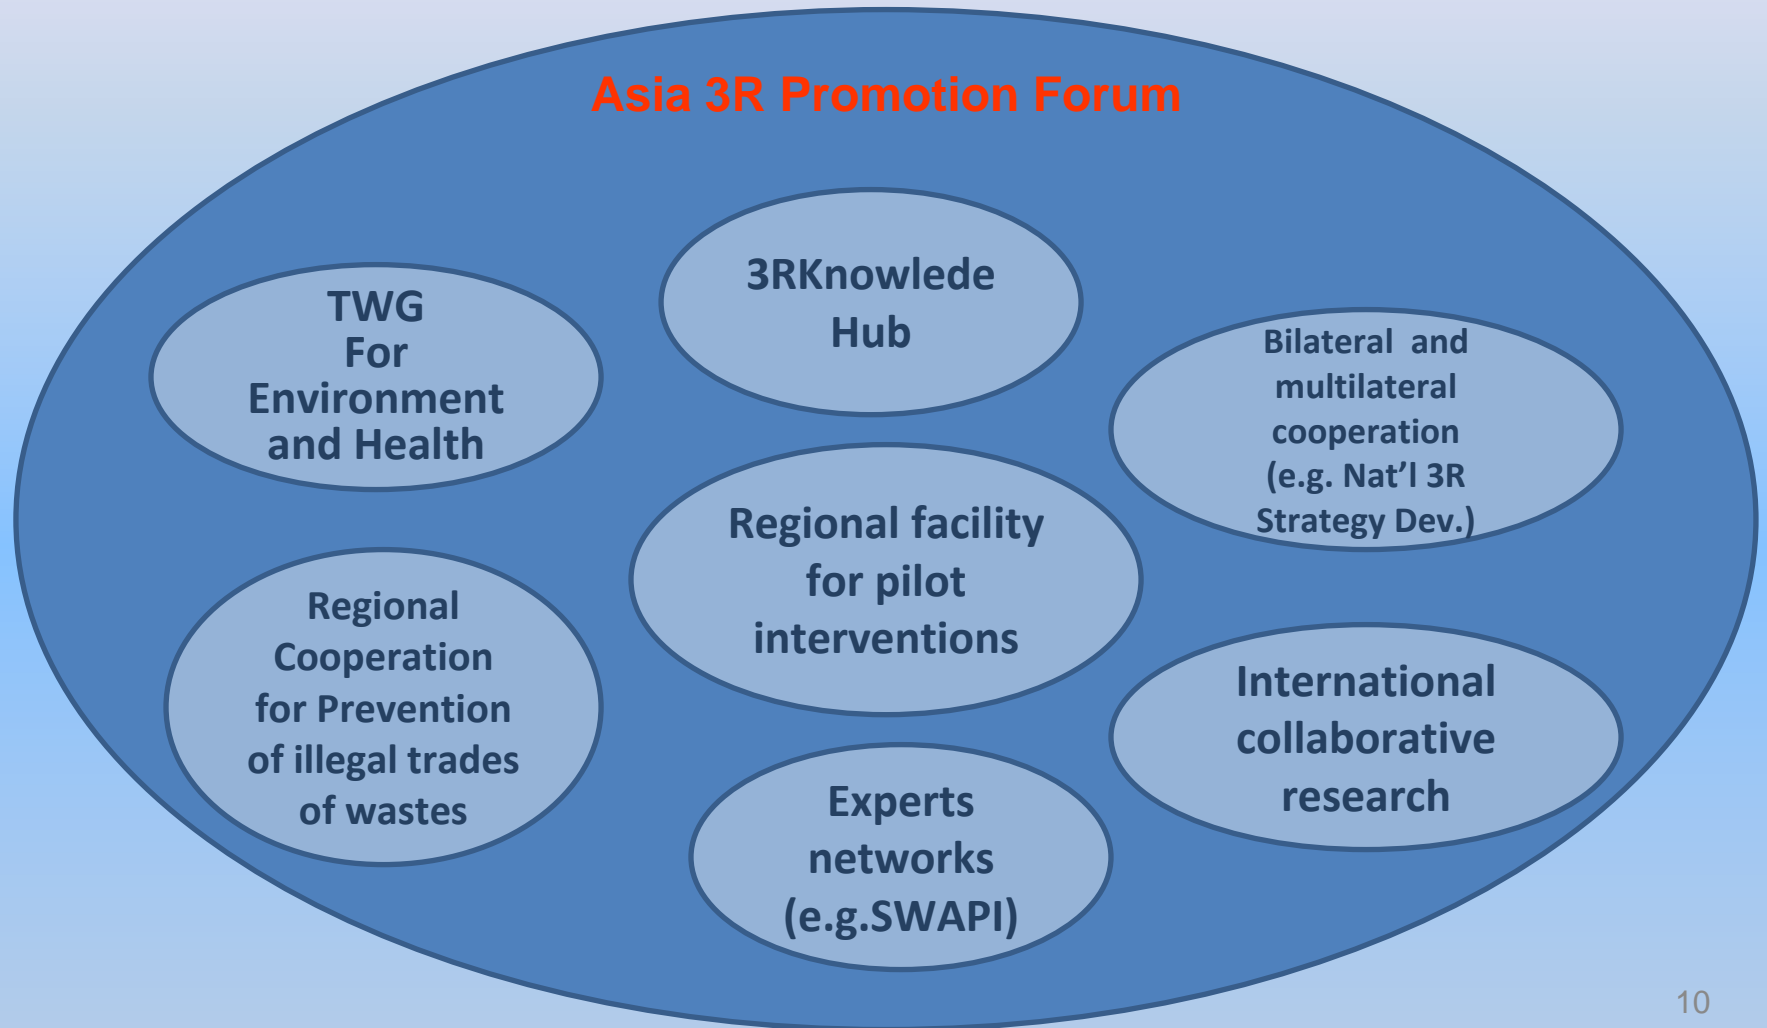 Asia 3R Promotion Forum
3RKnowlede
Hub
TWG
For
Environment
and Health
Bilateral and
multilateral
cooperation
(e.g. Nat’l 3R
Strategy Dev.)
Regional facility
for pilot
interventions
Regional
Cooperation
for Prevention
of illegal trades
of wastes
International
collaborative
research
Experts
networks
(e.g.SWAPI)
10